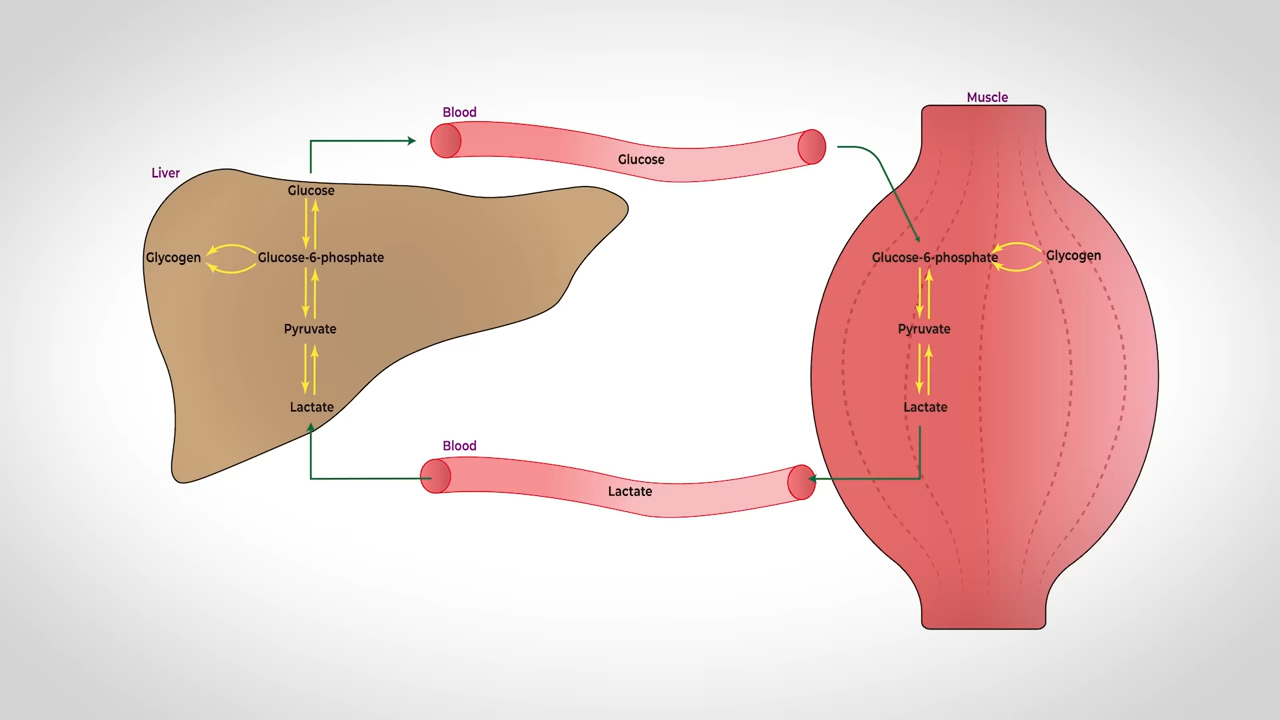 Muscle
Blood
Glucose
Liver
Glucose
Glycogen
Glucose-6-phosphate
Glucose-6-phosphate
Glycogen
Pyruvate
Pyruvate
Lactate
Lactate
Blood
Lactate